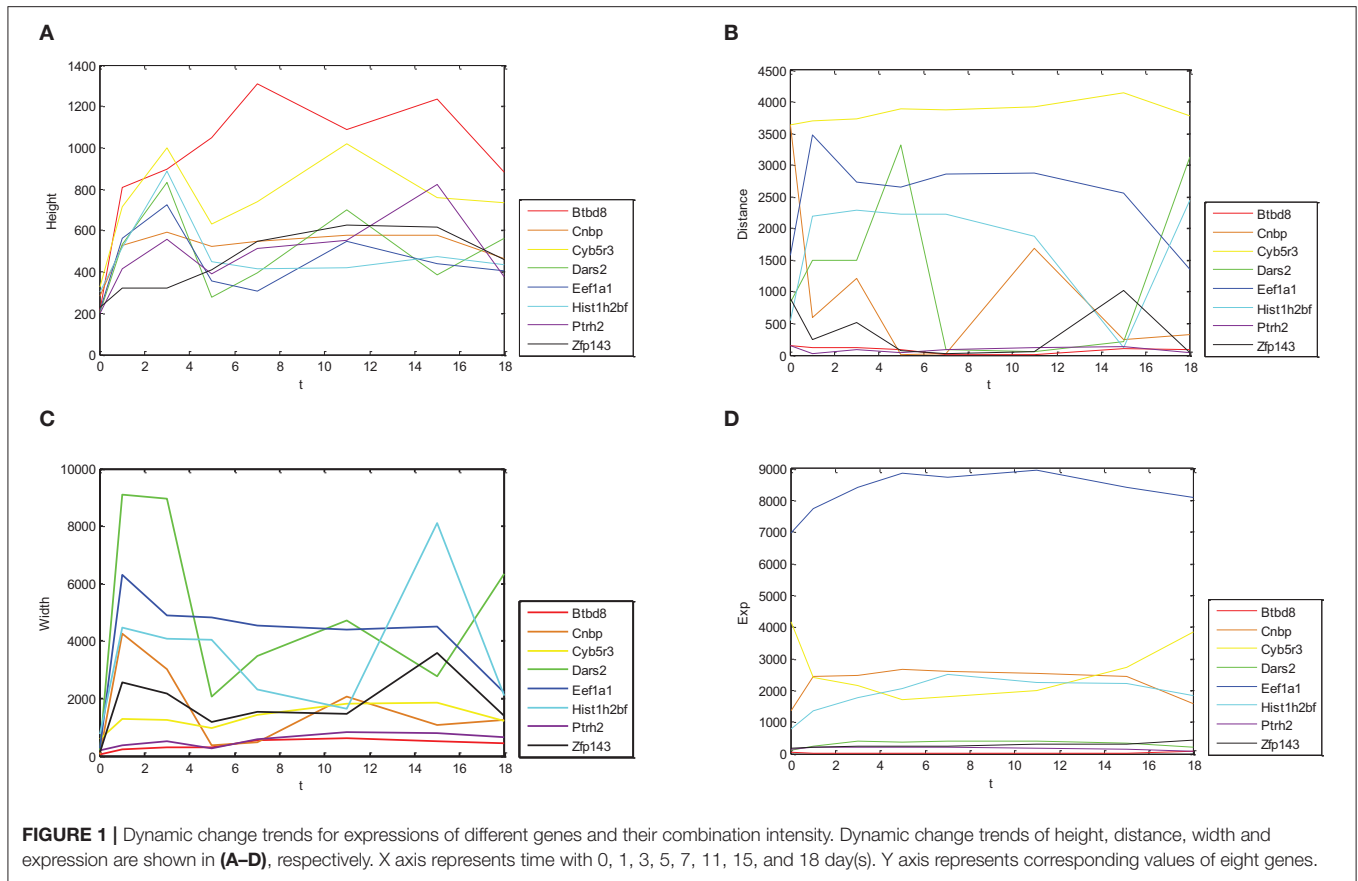 A
1400
1200
1000
800
600
400
200
0
Height
0 2 4 6 8 10 12 14 16 18
t
Btbd8
Cnbp
Cyb5r3
Dars2
Eef1a1
Hist1h2bf
Ptrh2
Zfp143
B
4500
4000
3500
3000
2500
2000
1500
1000
500
0
Distance
0 2 4 6 8 10 12 14 16 18
t
Btbd8
Cnbp
Cyb5r3
Dars2
Eef1a1
Hist1h2bf
Ptrh2
Zfp143
C
10000
8000
6000
4000
2000
0
Width
0 2 4 6 8 10 12 14 16 18
t
Btbd8
Cnbp
Cyb5r3
Dars2
Eef1a1
Hist1h2bf
Ptrh2
Zfp143
D
9000
8000
7000
6000
5000
4000
3000
2000
1000
0
Exp
0 2 4 6 8 10 12 14 16 18
t
Btbd8
Cnbp
Cyb5r3
Dars2
Eef1a1
Hist1h2bf
Ptrh2
Zfp143
FIGURE 1 | Dynamic change trends for expressions of different genes and their combination intensity. Dynamic change trends of height, distance, width and
expression are shown in (A–D), respectively. X axis represents time with 0, 1, 3, 5, 7, 11, 15, and 18 day(s). Y axis represents corresponding values of eight genes.